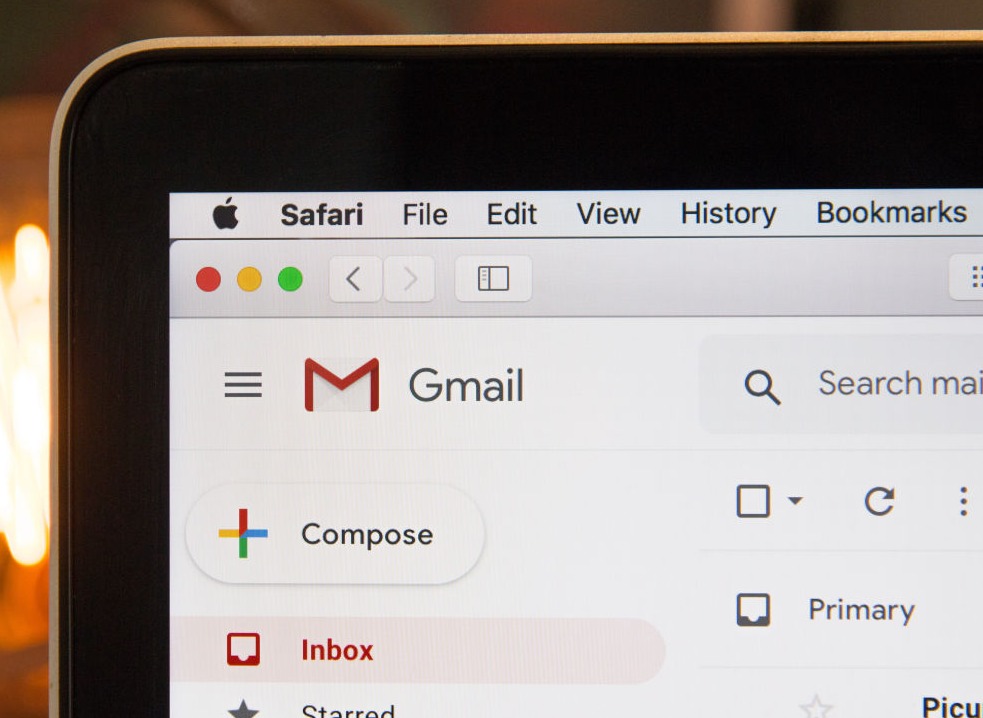 Safari File Edit View History Bookmarks
Gmail
Search mai
Compose
Primary
Inbox
Starred
Picu